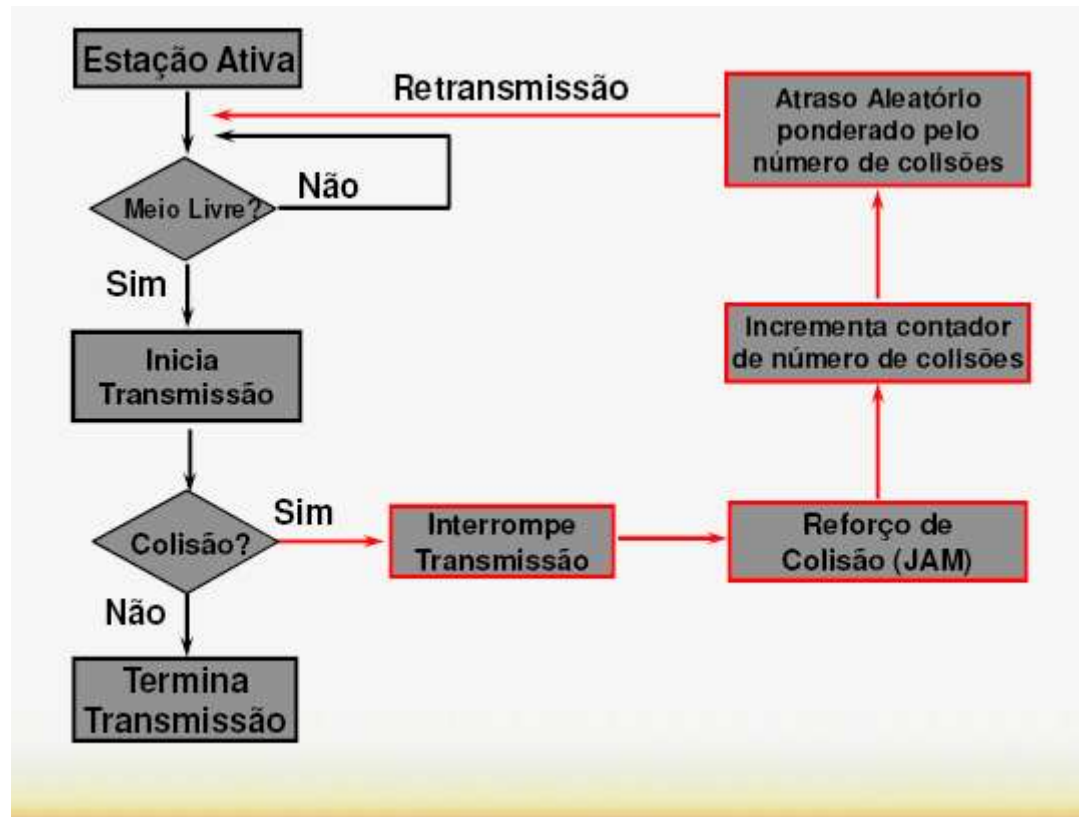 Estação Ativa
Retransmissão
Atraso Aleatório
ponderado pelo
número de colisões
Meio Livre?
Não
Sim
Incrementa contador
de número de colisões
Inicia
Transmissão
Colisão?
Sim
Interrompe
Transmissão
Reforço de
Colisão (JAM)
Não
Termina
Transmissão